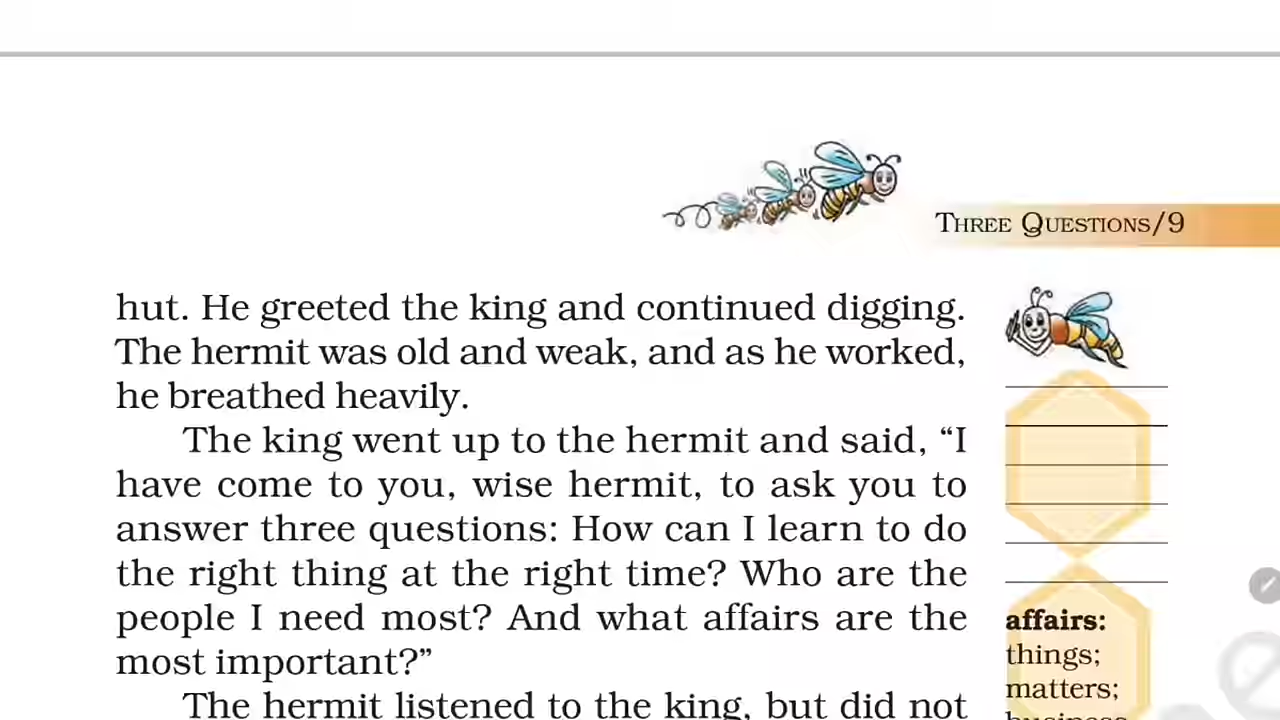 THREE QUESTIONS/9
hut. He greeted the king and continued digging.
The hermit was old and weak, and as he worked,
he breathed heavily.
The king went up to the hermit and said, “I
have come to you, wise hermit, to ask you to
answer three questions: How can I learn to do
the right thing at the right time? Who are the
people I need most? And what affairs are the
most important?”
The hermit listened to the king, but did not
affairs:
things;
matters;
business